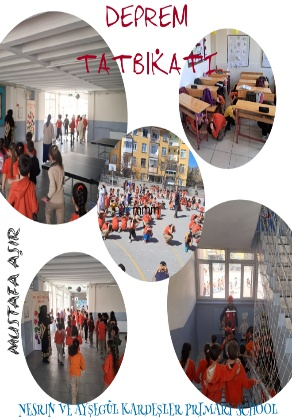 DEPREM
TATBİKATI
MUSTAFA AŞIR
NESRIN VE AYŞEGÜL KARDEŞLER PRIMARY SCHOOL